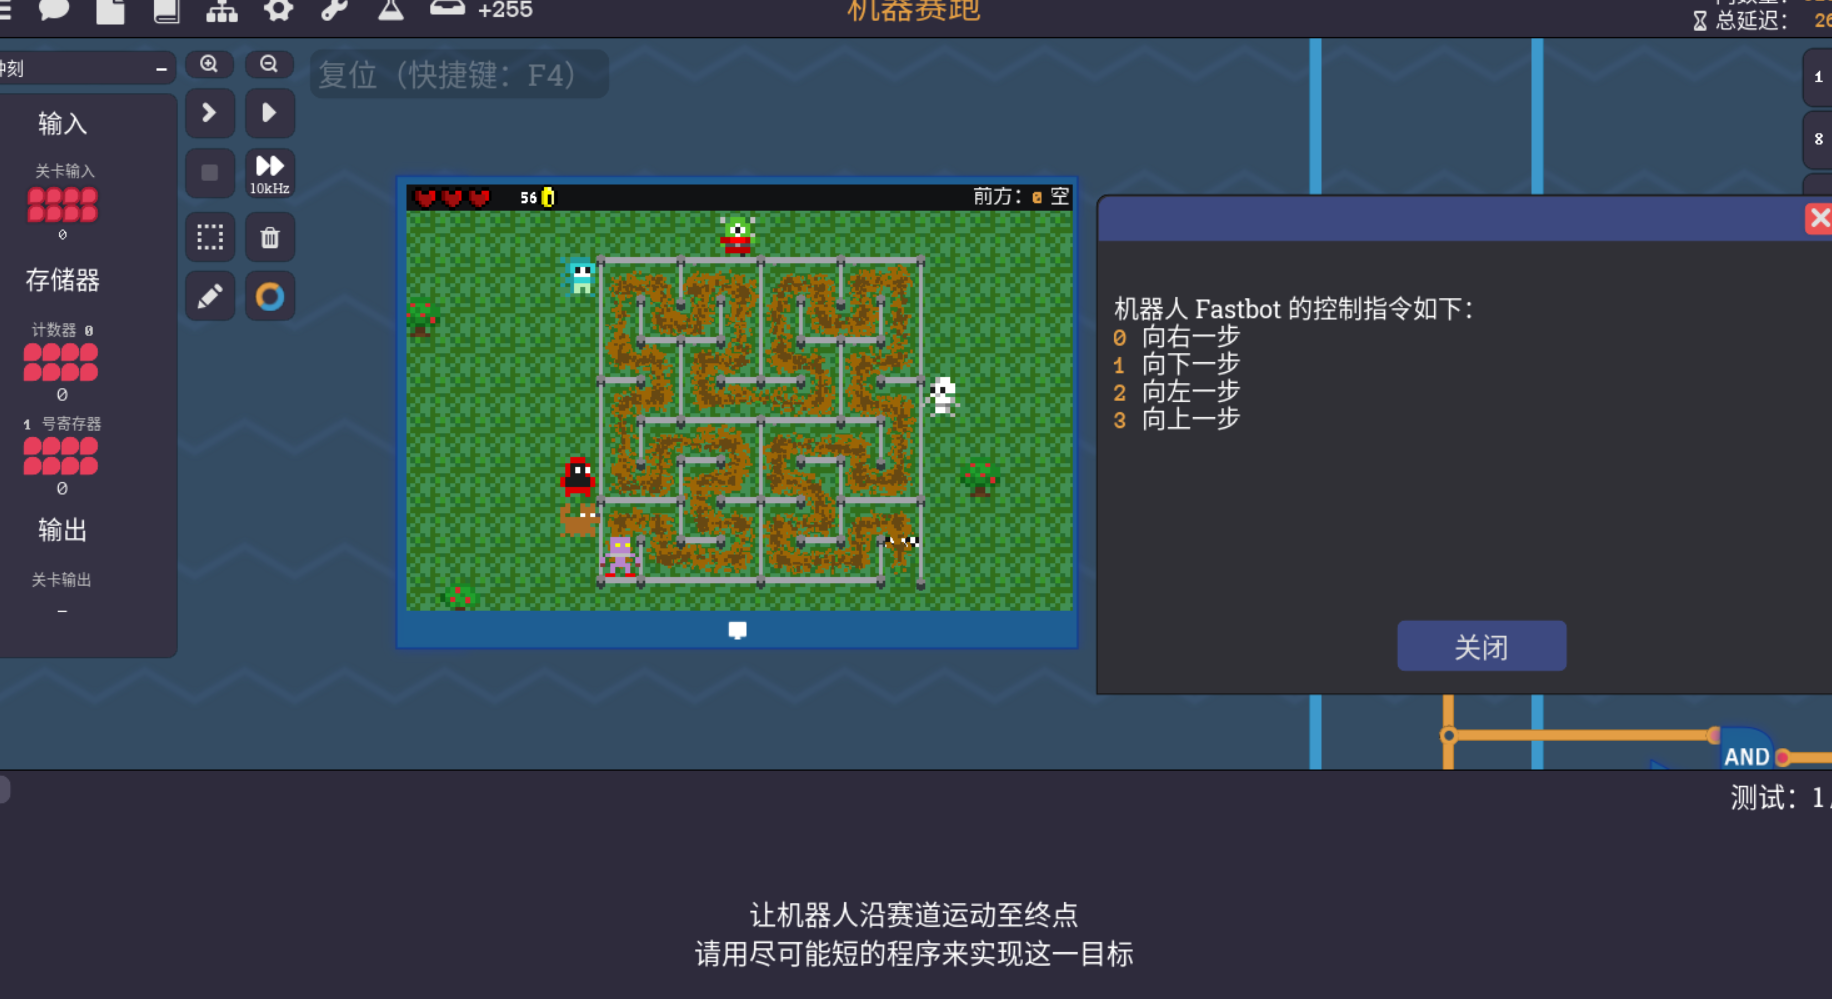 +255
机器赛跑
总延迟：
复位（快捷键：F4）
输入
关卡输入
0
存储器
计数器 0
0
1 号寄存器
0
输出
关卡输出
–
10kHz
56
前方：0 空
1
8
机器人 Fastbot 的控制指令如下：
0 向右一步
1 向下一步
2 向左一步
3 向上一步
关闭
AND
测试：1
让机器人沿赛道运动至终点
请用尽可能短的程序来实现这一目标